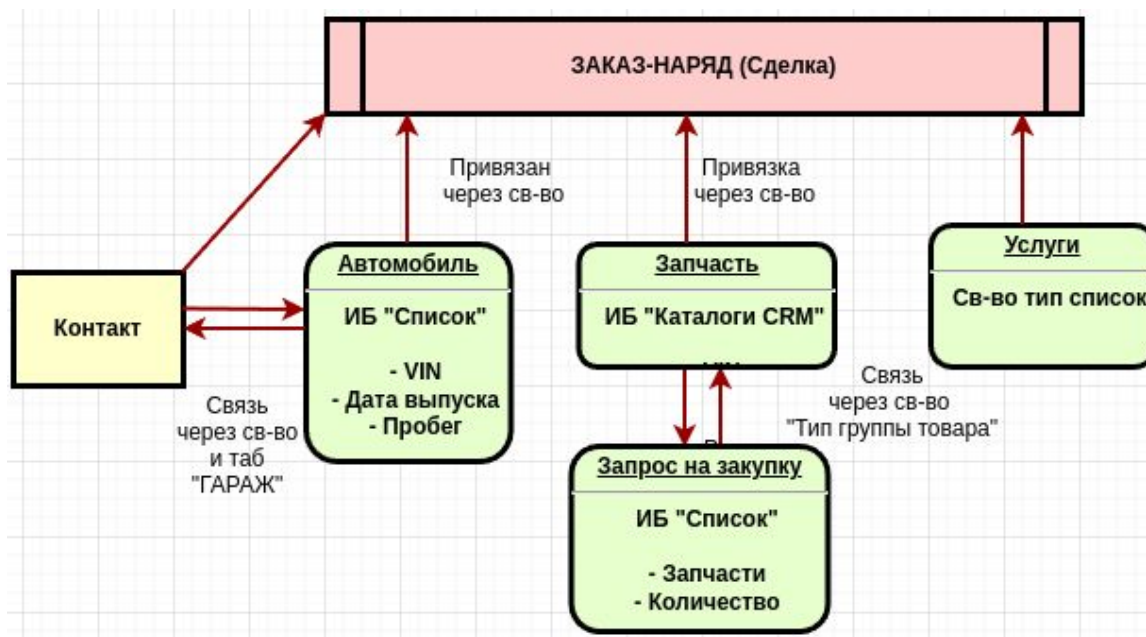 ЗАКАЗ-НАРЯД (Сделка)
Привязан
через св-во
Привязка
через св-во
Контакт
Связь
через св-во
и таб
"ГАРАЖ"
Автомобиль
ИБ "Список"
- VIN
- Дата выпуска
- Пробег
Запчасть
ИБ "Каталоги CRM"
Услуги
Св-во тип список
Связь
через св-во
"Тип группы товара"
Запрос на закупку
ИБ "Список"
- Запчасти
- Количество